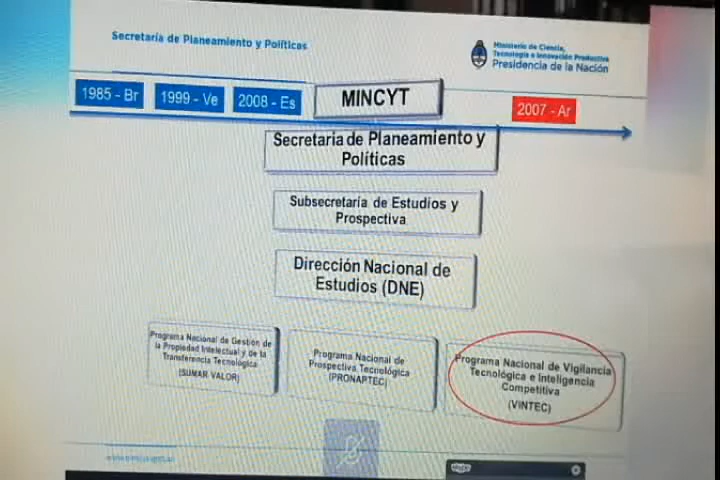 Secretaría de Planeamiento y Políticas
Ministerio de Ciencia,
Tecnología e Innovación Productiva
Presidencia de la Nación
1985 - Br
1999 - Ve
2008 - Es
MINCYT
2007 - Ar
Secretaria de Planeamiento y
Políticas
Subsecretaría de Estudios y
Prospectiva
Dirección Nacional de
Estudios (DNE)
Programa Nacional de Gestión de
la Propiedad Intelectual y de la
Transferencia Tecnológica
(SUMAR VALOR)
Programa Nacional de
Prospectiva Tecnológica
(PRONAPTEC)
Programa Nacional de Vigilancia
Tecnológica e Inteligencia
Competitiva
(VINTEC)